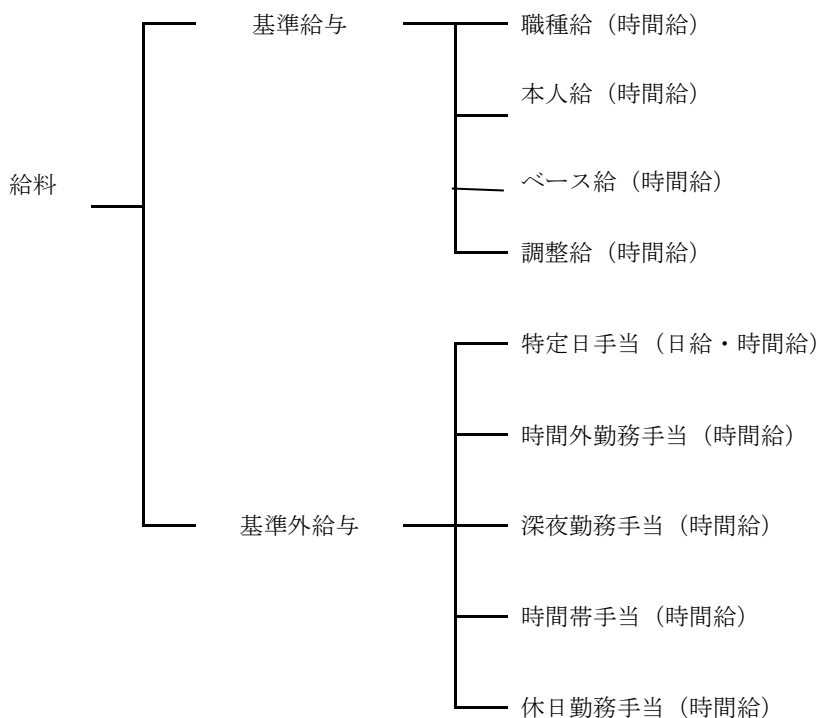 基準給与
職種給（時間給）
本人給（時間給）
給料
ベース給（時間給）
調整給（時間給）
特定日手当（日給・時間給）
時間外勤務手当（時間給）
基準外給与
深夜勤務手当（時間給）
時間帯手当（時間給）
休日勤務手当（時間給）